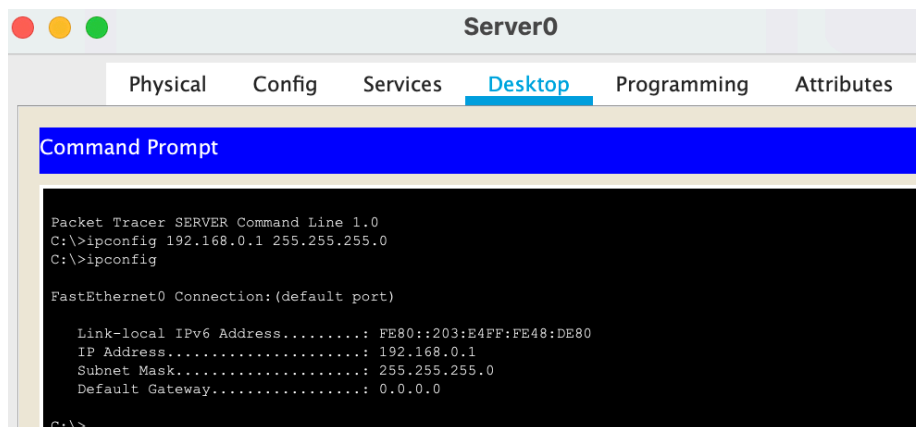 Server0
Physical Config Services Desktop Programming Attributes
Command Prompt
Packet Tracer SERVER Command Line 1.0
C:\>ipconfig 192.168.0.1 255.255.255.0
C:\>ipconfig
FastEthernet0 Connection:(default port)
Link-local IPv6 Address.........: FE80::203:E4FF:FE48:DE80
IP Address......................: 192.168.0.1
Subnet Mask.....................: 255.255.255.0
Default Gateway.................: 0.0.0.0
C:\>